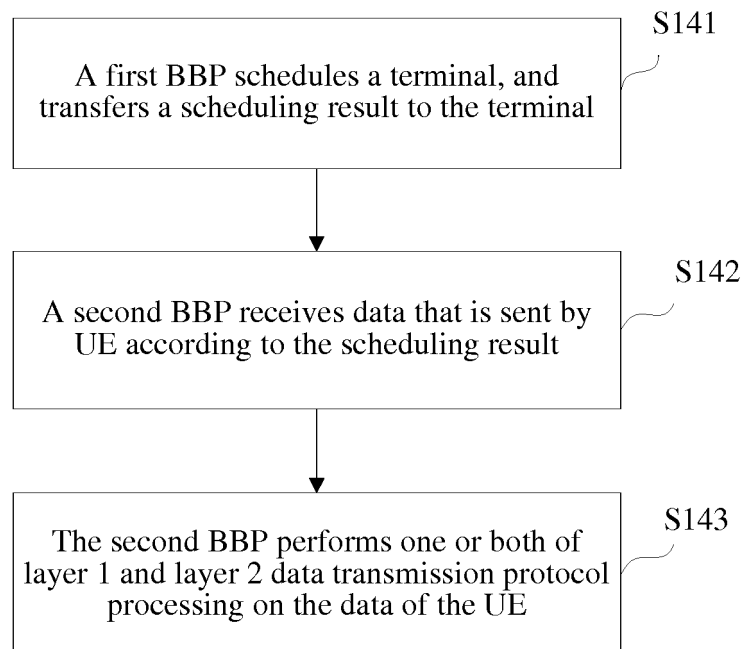 S141
A first BBP schedules a terminal, and
transfers a scheduling result to the terminal
S142
A second BBP receives data that is sent by
UE according to the scheduling result
S143
The second BBP performs one or both of
layer 1 and layer 2 data transmission protocol
processing on the data of the UE